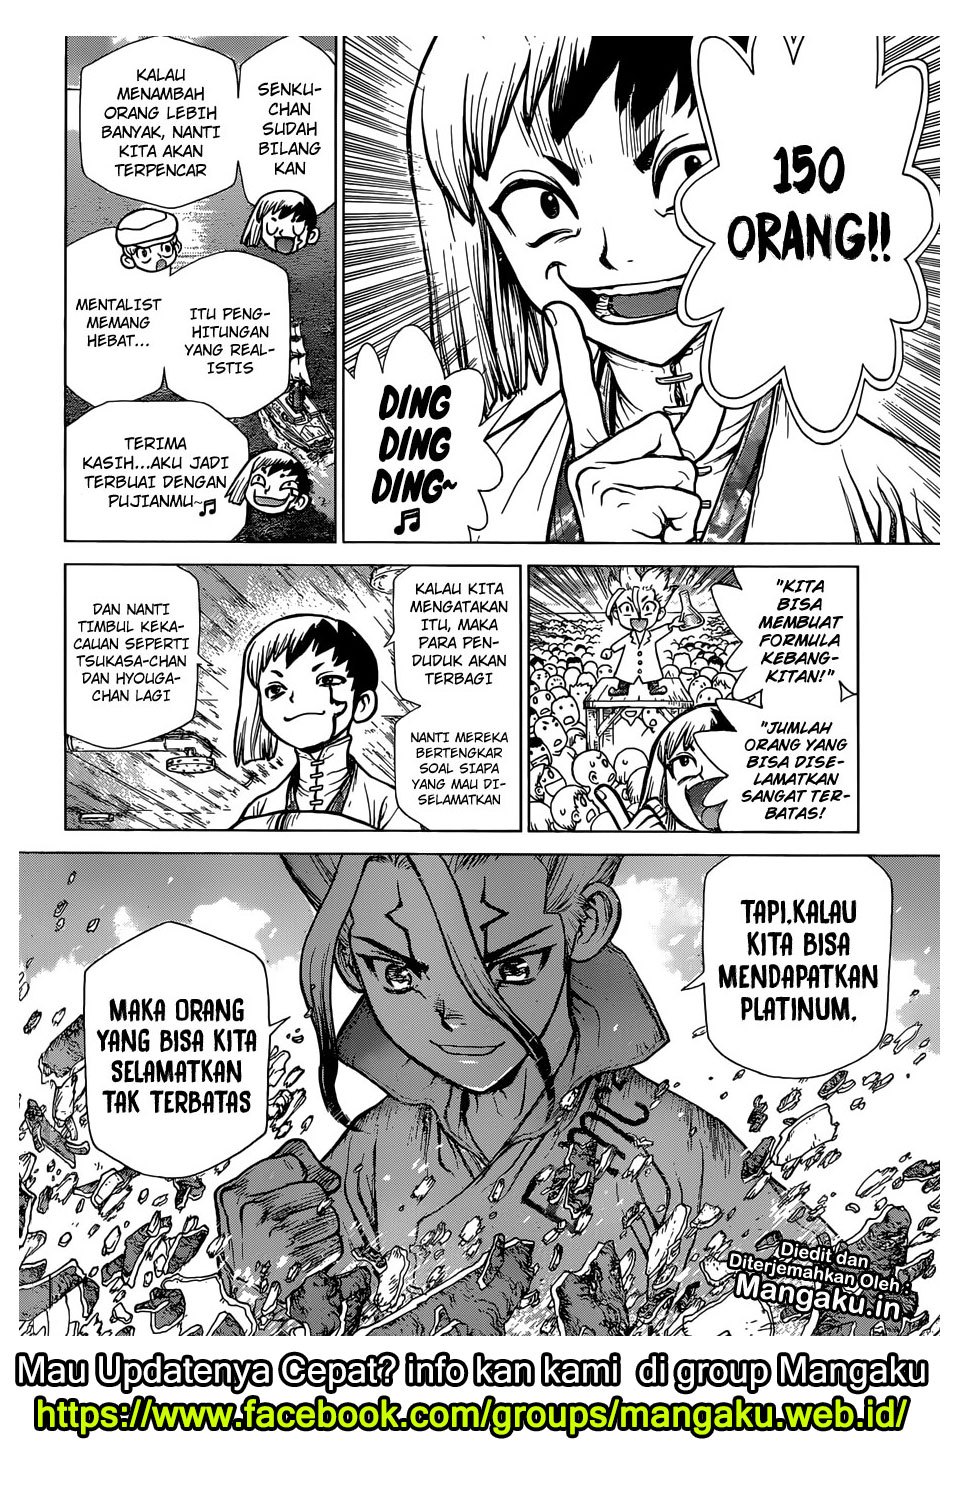 150
ORANG!!
DING
DING
DING~
SENKU-
CHAN
SUDAH
BILANG
KAN
KALAU
MENAMBAH
ORANG LEBIH
BANYAK, NANTI
KITA AKAN
TERPENCAR
ITU PENG-
HITUNGAN
YANG REAL-
ISTIS
MENTALIST
MEMANG
HEBAT...
TERIMA
KASIH...AKU JADI
TERBUAI DENGAN
PUJIANMU~
"KITA
BISA
MEMBUAT
FORMULA
KEBANG-
KITAN!"
"JUMLAH
ORANG YANG
BISA DISE-
LAMATKAN
SANGAT TER-
BATAS!
KALAU KITA
MENGATAKAN
ITU, MAKA
PARA PEN-
DUDUK AKAN
TERBAGI
NANTI MEREKA
BERTENGKAR
SOAL SIAPA
YANG MAU DI-
SELAMATKAN
DAN NANTI
TIMBUL KEKA-
CAUAN SEPERTI
TSUKASA-CHAN
DAN HYOUGA-
CHAN LAGI
TAPI.KALAU
KITA BISA
MENDAPATKAN
PLATINUM.
MAKA ORANG
YANG BISA KITA
SELAMATKAN
TAK TERBATAS
E=mc
Diedit dan
Diterjemahkan Oleh :
Mangaku.in
Mau Updatenya Cepat? info kan kami di group Mangaku
https://www.facebook.com/groups/mangaku.web.id/